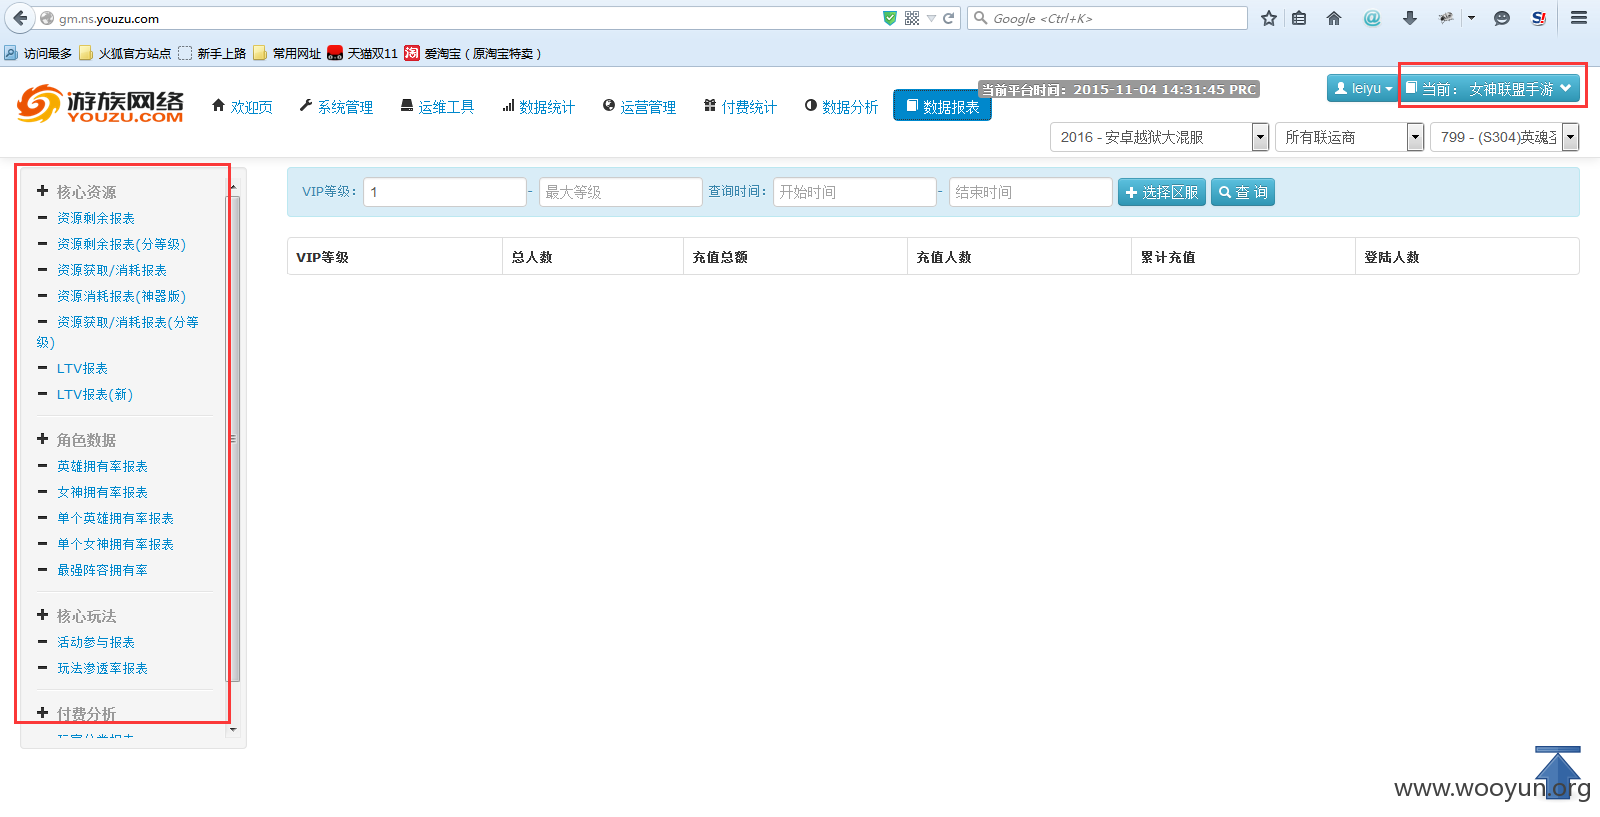 gm.ns.youzu.com
Google <Ctrl+K>
访问最多 火狐官方站点 新手上路 常用网址 天猫双11 爱淘宝（原淘宝特卖）
游族网络
YOUZU.COM
欢迎页 系统管理 运维工具 数据统计 运营管理 付费统计 数据分析 数据报表
当前平台时间：2015-11-04 14:31:45 PRC
leiyu 当前： 女神联盟手游
2016 - 安卓越狱大混服 所有联运商 799 - (S304)英魂圣
核心资源
资源剩余报表
资源剩余报表(分等级)
资源获取/消耗报表
资源消耗报表(神器版)
资源获取/消耗报表(分等
级)
LTV报表
LTV报表(新)
角色数据
英雄拥有率报表
女神拥有率报表
单个英雄拥有率报表
单个女神拥有率报表
最强阵容拥有率
核心玩法
活动参与报表
玩法渗透率报表
付费分析
VIP等级： 1 - 最大等级 查询时间： 开始时间 - 结束时间 选择区服 查 询
VIP等级 总人数 充值总额 充值人数 累计充值 登陆人数
www.wooyun.org